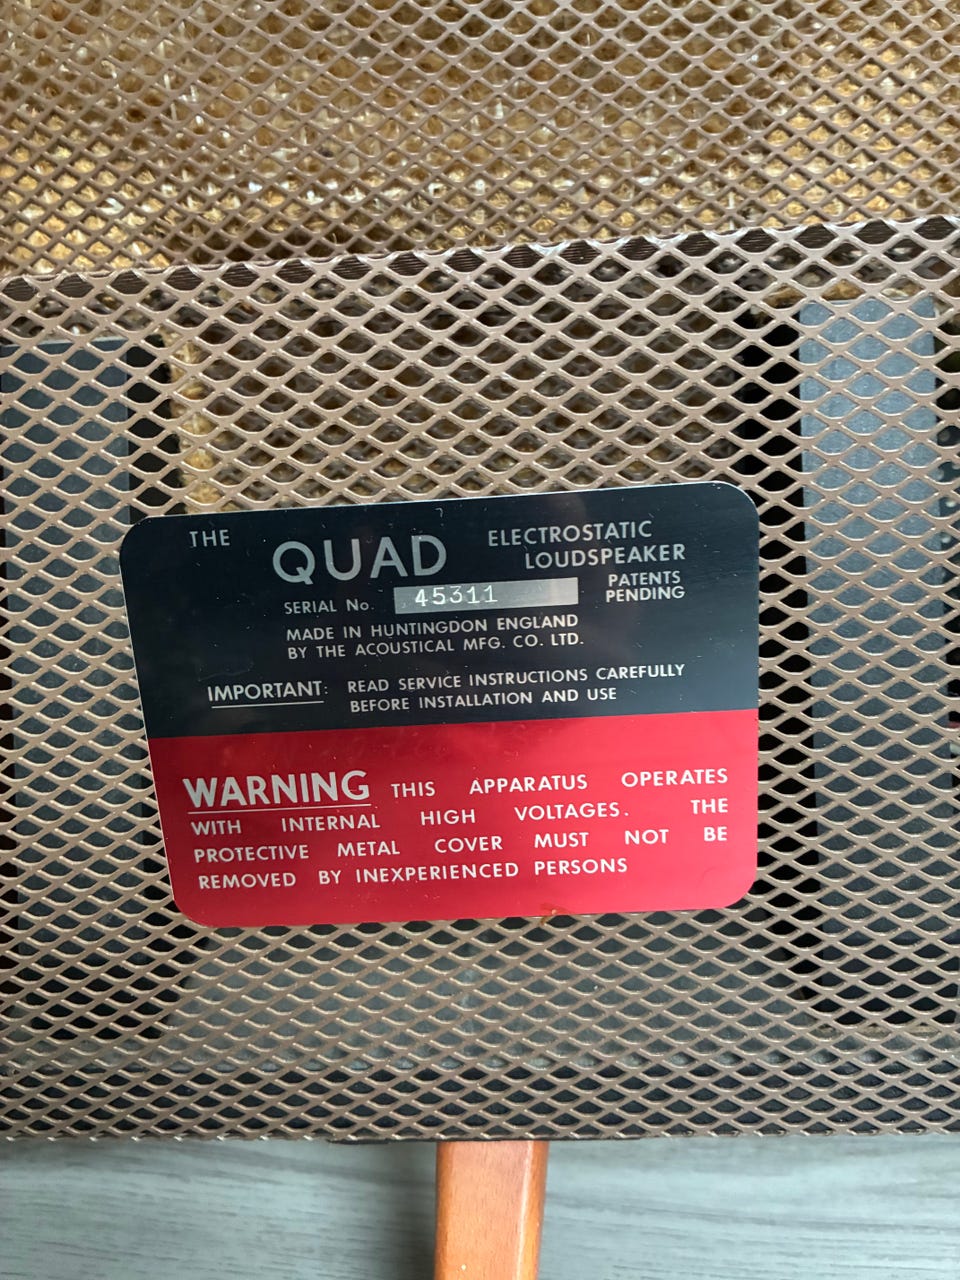 THE QUAD ELECTROSTATIC
LOUDSPEAKER
SERIAL No. 45311 PATENTS
PENDING
MADE IN HUNTINGDON ENGLAND
BY THE ACOUSTICAL MFG. CO. LTD.
IMPORTANT: READ SERVICE INSTRUCTIONS CAREFULLY
BEFORE INSTALLATION AND USE
WARNING THIS APPARATUS OPERATES
WITH INTERNAL HIGH VOLTAGES. THE
PROTECTIVE METAL COVER MUST NOT BE
REMOVED BY INEXPERIENCED PERSONS